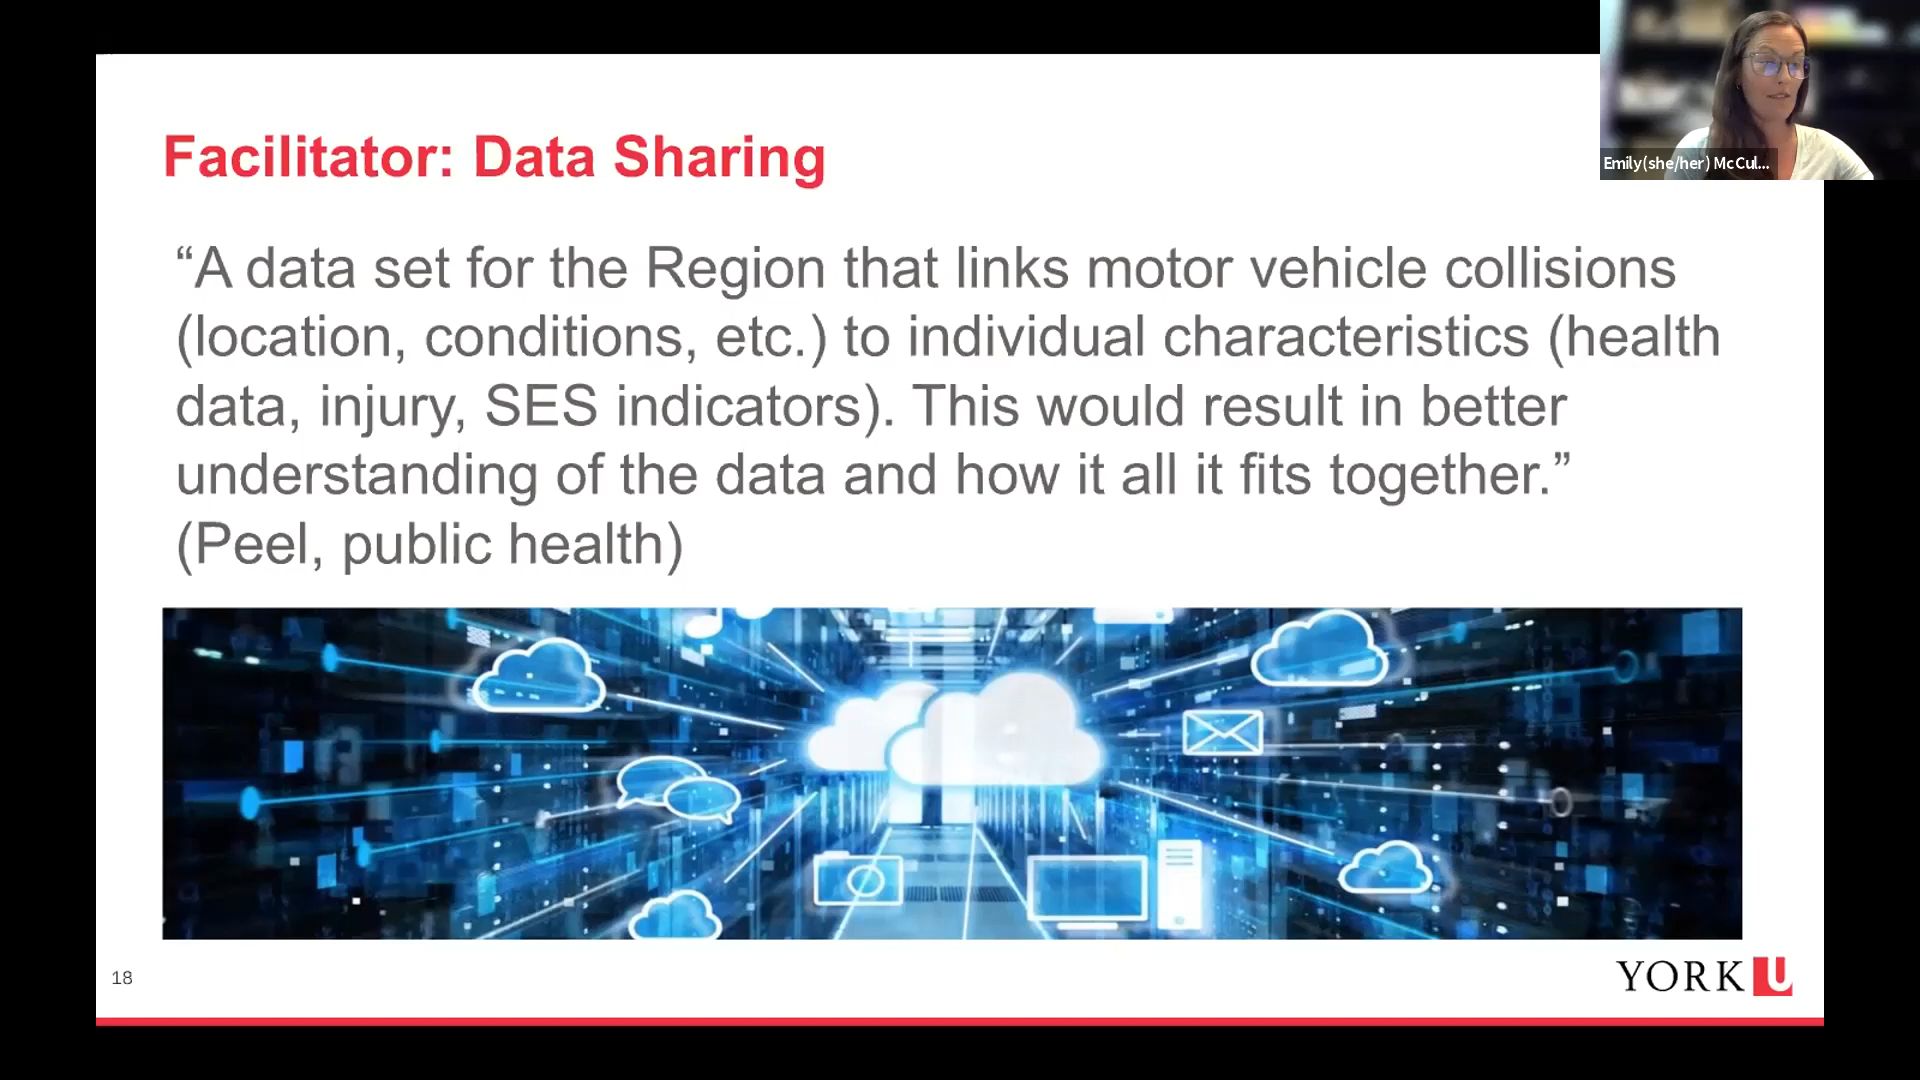 Facilitator: Data Sharing
Emily(she/her) McCul...
“A data set for the Region that links motor vehicle collisions
(location, conditions, etc.) to individual characteristics (health
data, injury, SES indicators). This would result in better
understanding of the data and how it all it fits together.”
(Peel, public health)
18
YORK U